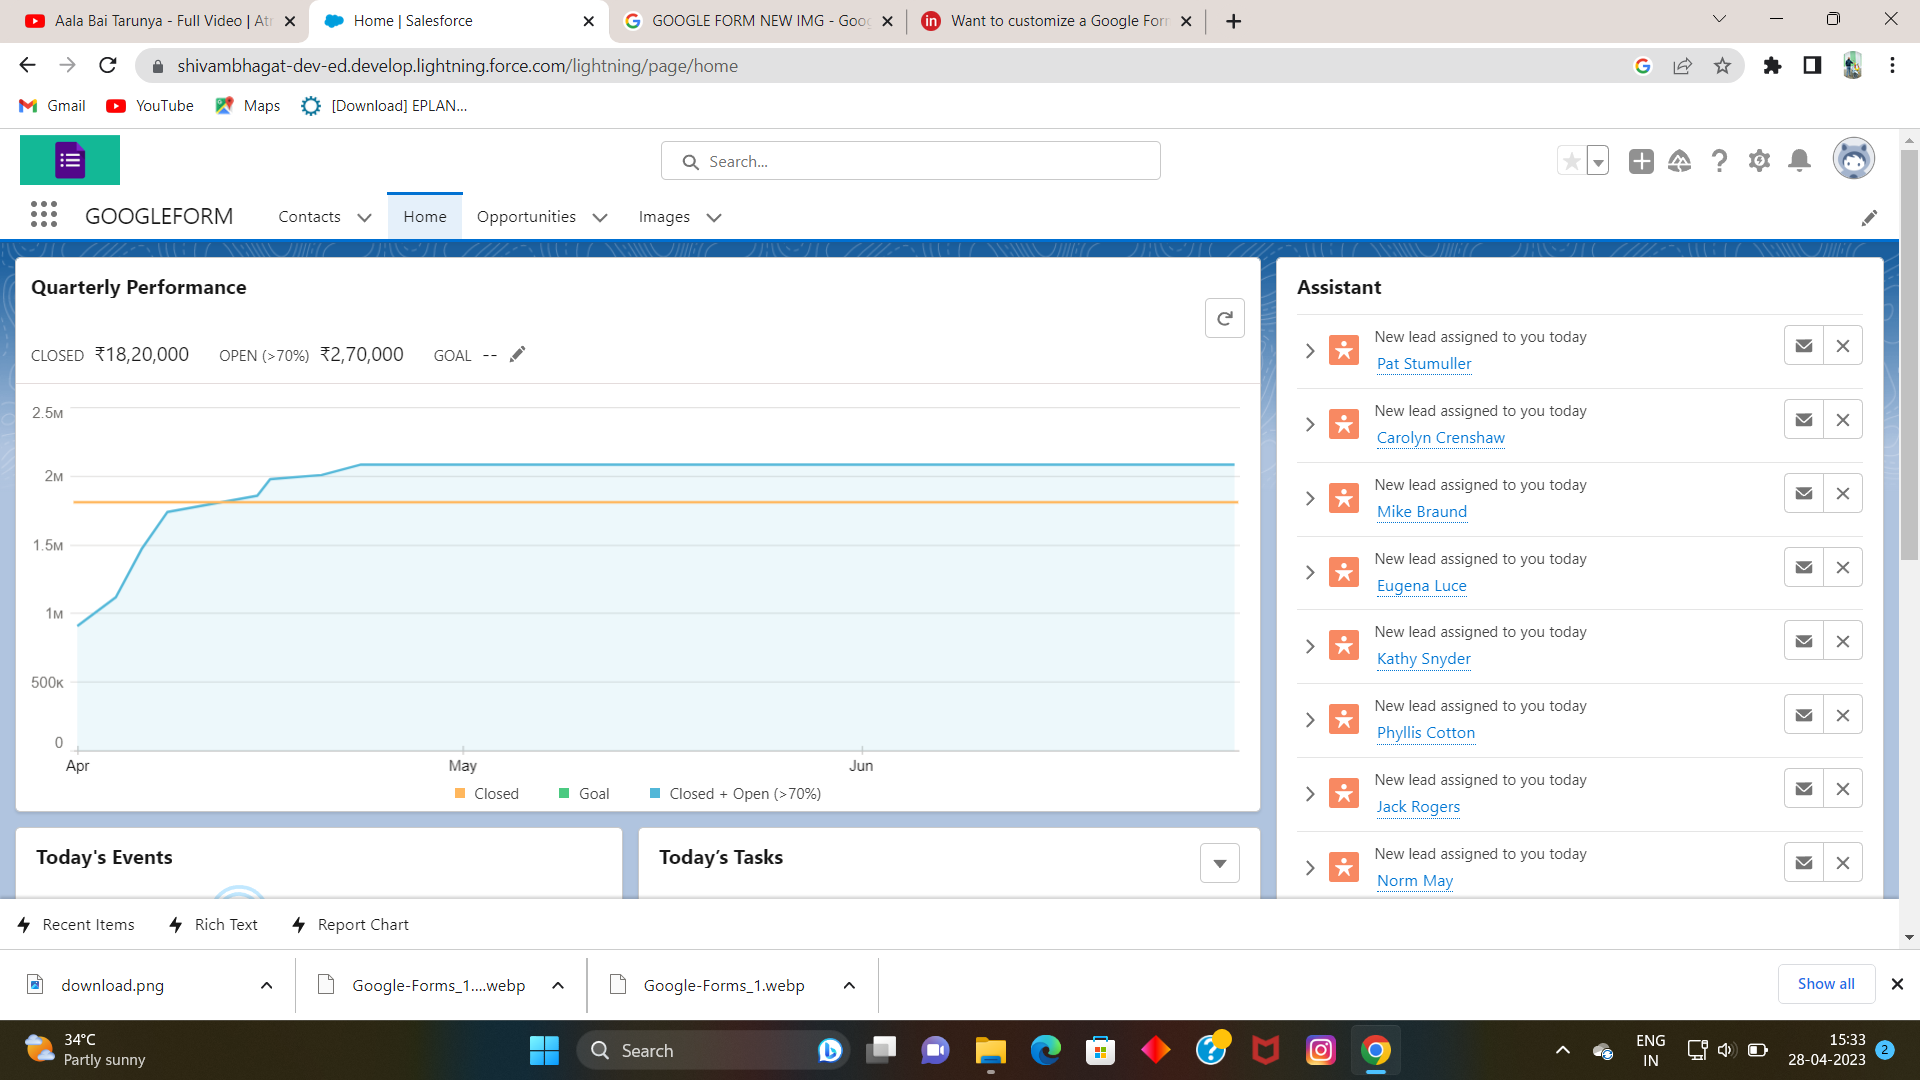 Aala Bai Tarunya - Full Video | At
Home | Salesforce
GOOGLE FORM NEW IMG - Goog
Want to customize a Google For
shivambhagat-dev-ed.develop.lightning.force.com/lightning/page/home
Gmail
YouTube
Maps
[Download] EPLAN...
Search...
GOOGLEFORM
Contacts
Home
Opportunities
Images
Quarterly Performance
CLOSED ₹18,20,000 OPEN (>70%) ₹2,70,000 GOAL --
2.5M
2M
1.5M
1M
500K
0
Apr May Jun
Closed Goal Closed + Open (>70%)
Assistant
New lead assigned to you today
Pat Stumuller
New lead assigned to you today
Carolyn Crenshaw
New lead assigned to you today
Mike Braund
New lead assigned to you today
Eugena Luce
New lead assigned to you today
Kathy Snyder
New lead assigned to you today
Phyllis Cotton
New lead assigned to you today
Jack Rogers
New lead assigned to you today
Norm May
Today's Events
Today’s Tasks
Recent Items
Rich Text
Report Chart
download.png
Google-Forms_1....webp
Google-Forms_1.webp
Show all
34°C
Partly sunny
Search
ENG
IN
15:33
28-04-2023
2